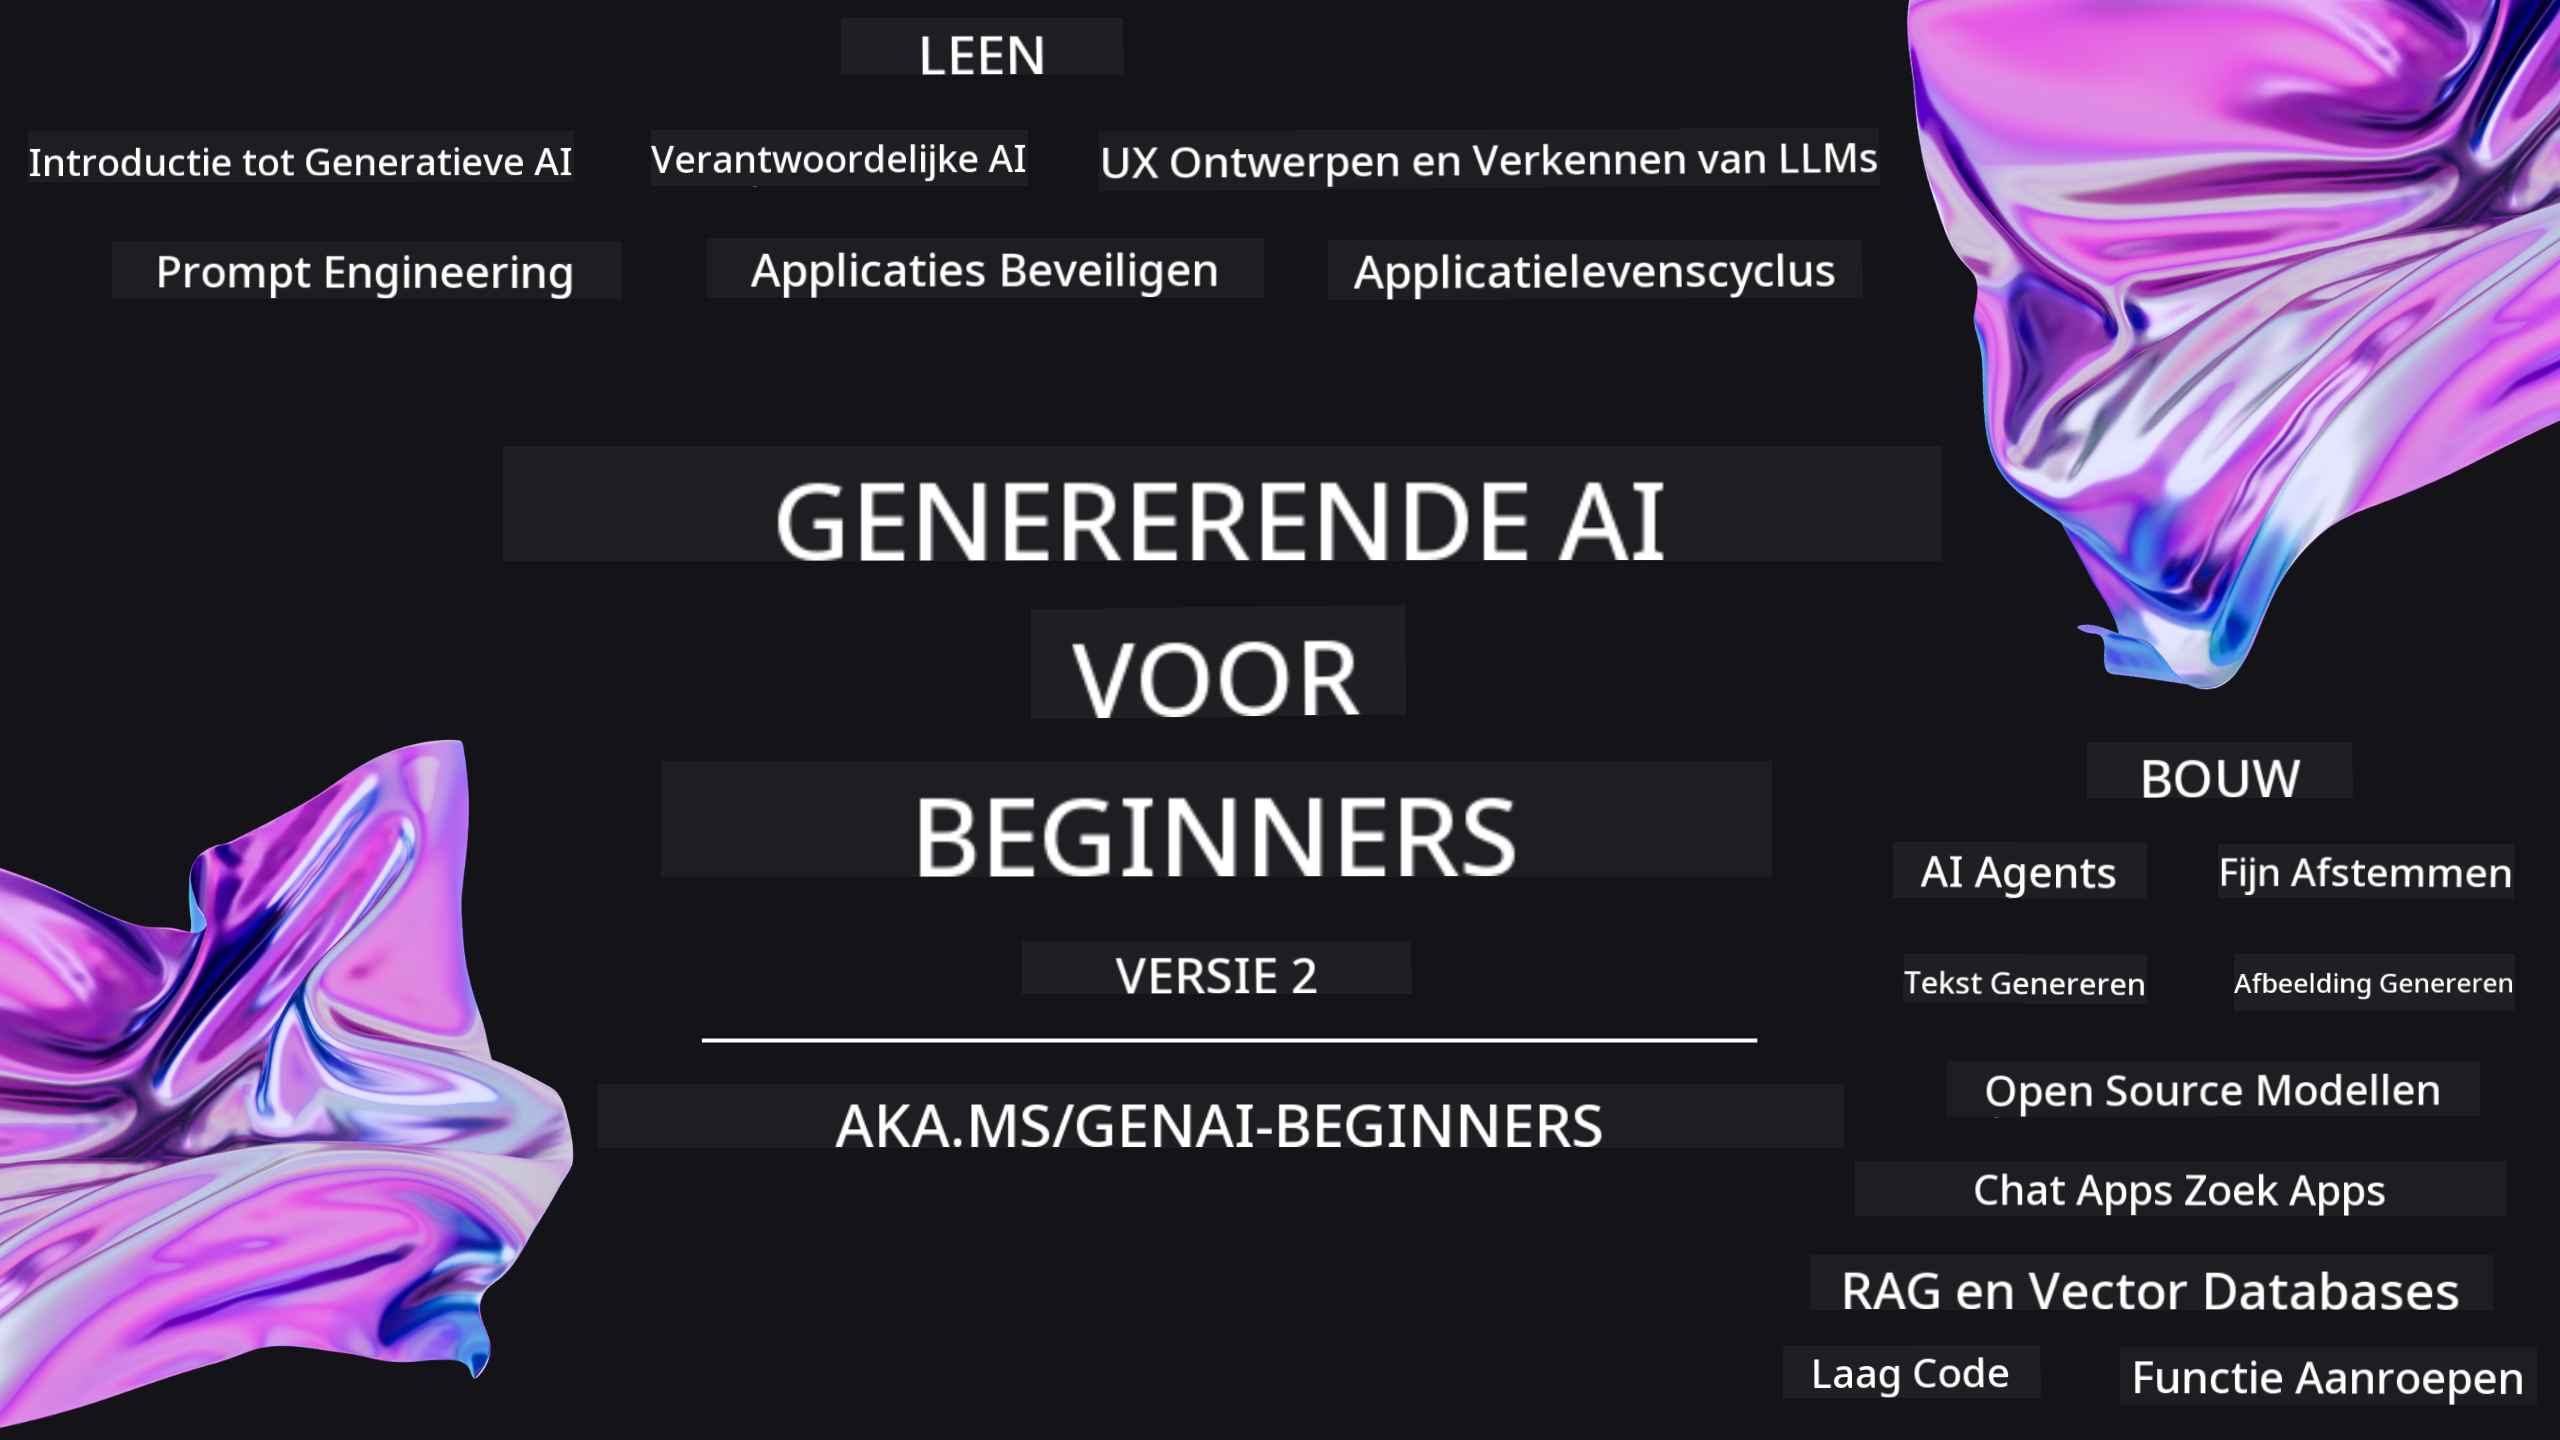 LEEN
Introductie tot Generatieve AI
Verantwoordelijke AI
UX Ontwerpen en Verkennen van LLMs
Prompt Engineering
Applicaties Beveiligen
Applicatielevenscyclus
GENERERENDE AI
VOOR
BEGINNERS
VERSIE 2
AKA.MS/GENAI-BEGINNERS
BOUW
AI Agents
Fijn Afstemmen
Tekst Genereren
Afbeelding Genereren
Open Source Modellen
Chat Apps Zoek Apps
RAG en Vector Databases
Laag Code
Functie Aanroepen